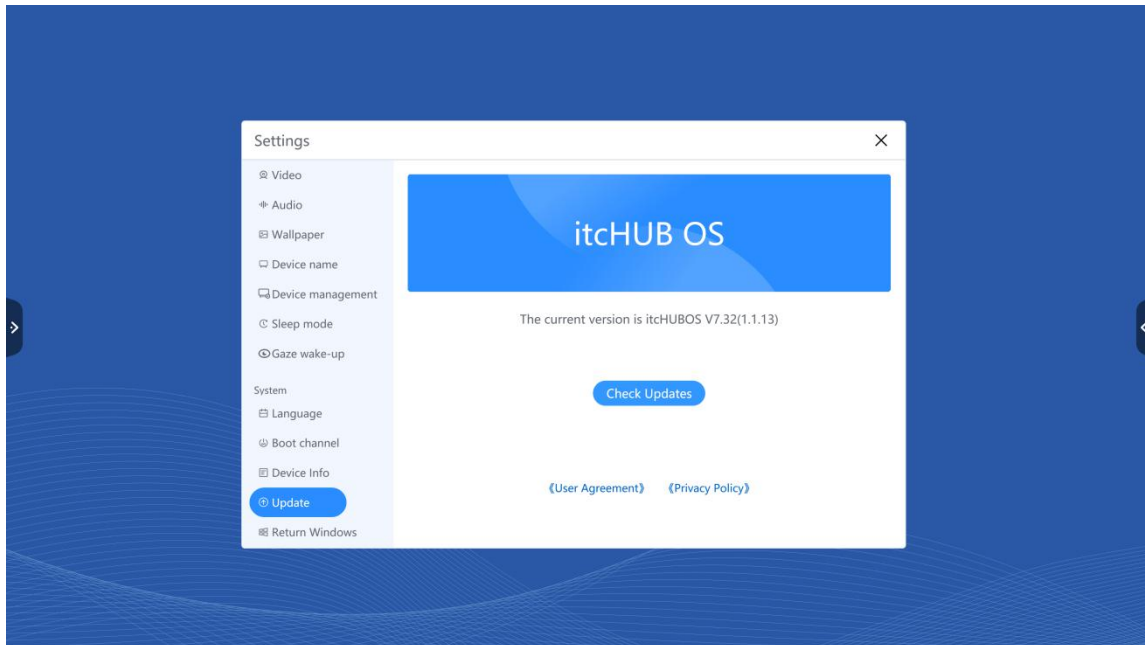 Settings
Video
Audio
Wallpaper
Device name
Device management
Sleep mode
Gaze wake-up
System
Language
Boot channel
Device Info
Update
Return Windows
itcHUB OS
The current version is itcHUBOS V7.32(1.1.13)
Check Updates
《User Agreement》 《Privacy Policy》